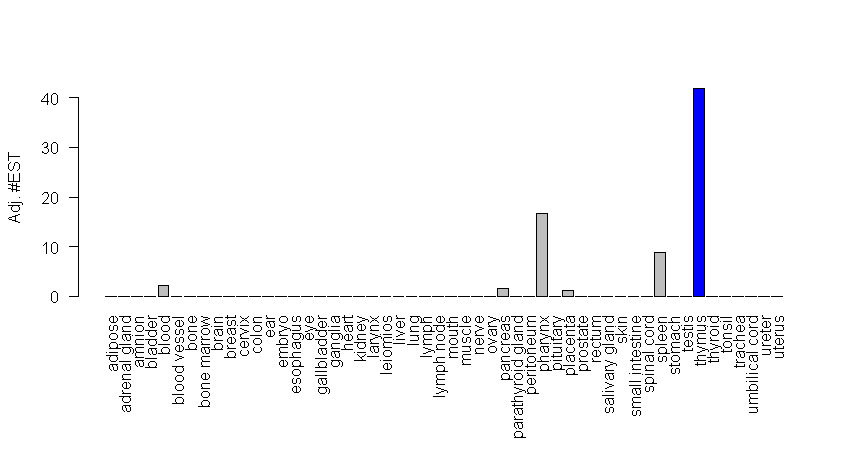 Adj. #EST
40
30
20
10
0
adipose
adrenal gland
amnion
bladder
blood
blood vessel
bone
bone marrow
brain
breast
cervix
colon
ear
embryo
esophagus
eye
gallbladder
ganglia
heart
kidney
larynx
leiomios
liver
lung
lymph
lymph node
mouth
muscle
nerve
ovary
pancreas
parathyroid gland
peritoneum
pharynx
pituitary
placenta
prostate
rectum
salivary gland
skin
small intestine
spinal cord
spleen
stomach
testis
thymus
thyroid
tonsil
trachea
umbilical cord
ureter
uterus